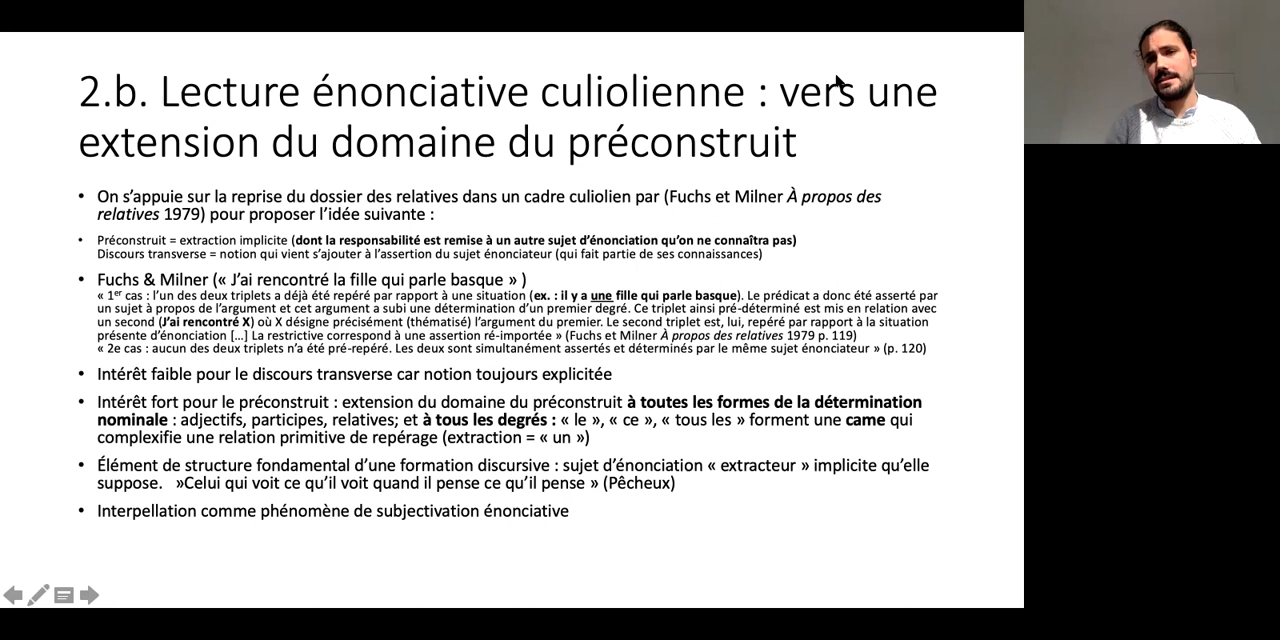 2.b. Lecture énonciative culiolienne : vers une
extension du domaine du préconstruit
• On s’appuie sur la reprise du dossier des relatives dans un cadre culiolien par (Fuchs et Milner À propos des
relatives 1979) pour proposer l’idée suivante :
• Préconstruit = extraction implicite (dont la responsabilité est remise à un autre sujet d’énonciation qu’on ne connaîtra pas)
Discours transverse = notion qui vient s’ajouter à l’assertion du sujet énonciateur (qui fait partie de ses connaissances)
• Fuchs & Milner (« J’ai rencontré la fille qui parle basque » )
« 1er cas : l’un des deux triplets a déjà été repéré par rapport à une situation (ex. : il y a une fille qui parle basque). Le prédicat a donc été asserté par
un sujet à propos de l’argument et cet argument a subi une détermination d’un premier degré. Ce triplet ainsi pré-déterminé est mis en relation avec
un second (J’ai rencontré X) où X désigne précisément (thématisé) l’argument du premier. Le second triplet est, lui, repéré par rapport à la situation
présente d’énonciation [...] La restrictive correspond à une assertion ré-importée » (Fuchs et Milner À propos des relatives 1979 p. 119)
« 2e cas : aucun des deux triplets n’a été pré-repéré. Les deux sont simultanément assertés et déterminés par le même sujet énonciateur » (p. 120)
• Intérêt faible pour le discours transverse car notion toujours explicitée
• Intérêt fort pour le préconstruit : extension du domaine du préconstruit à toutes les formes de la détermination
nominale : adjectifs, participes, relatives; et à tous les degrés : « le », « ce », « tous les » forment une came qui
complexifie une relation primitive de repérage (extraction = « un »)
• Élément de structure fondamental d’une formation discursive : sujet d’énonciation « extracteur » implicite qu’elle
suppose. »Celui qui voit ce qu’il voit quand il pense ce qu’il pense » (Pêcheux)
• Interpellation comme phénomène de subjectivation énonciative